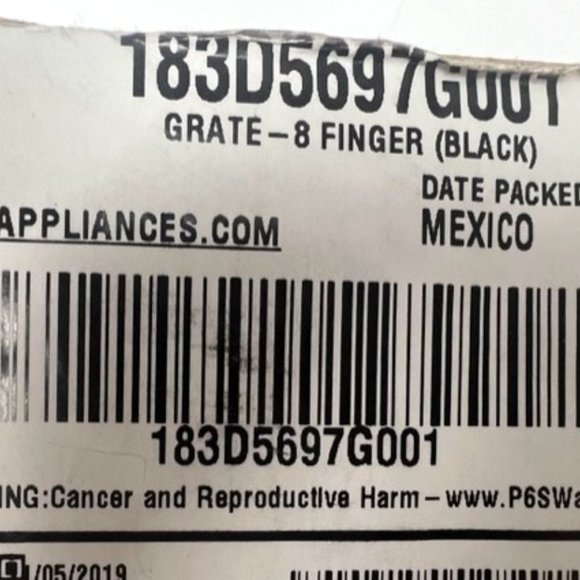 183D5697G001
GRATE-8 FINGER (BLACK)
DATE PACKED
APPLIANCES.COM
MEXICO
183D5697G001
ING:Cancer and Reproductive Harm-www.P6SWa
/05/2019